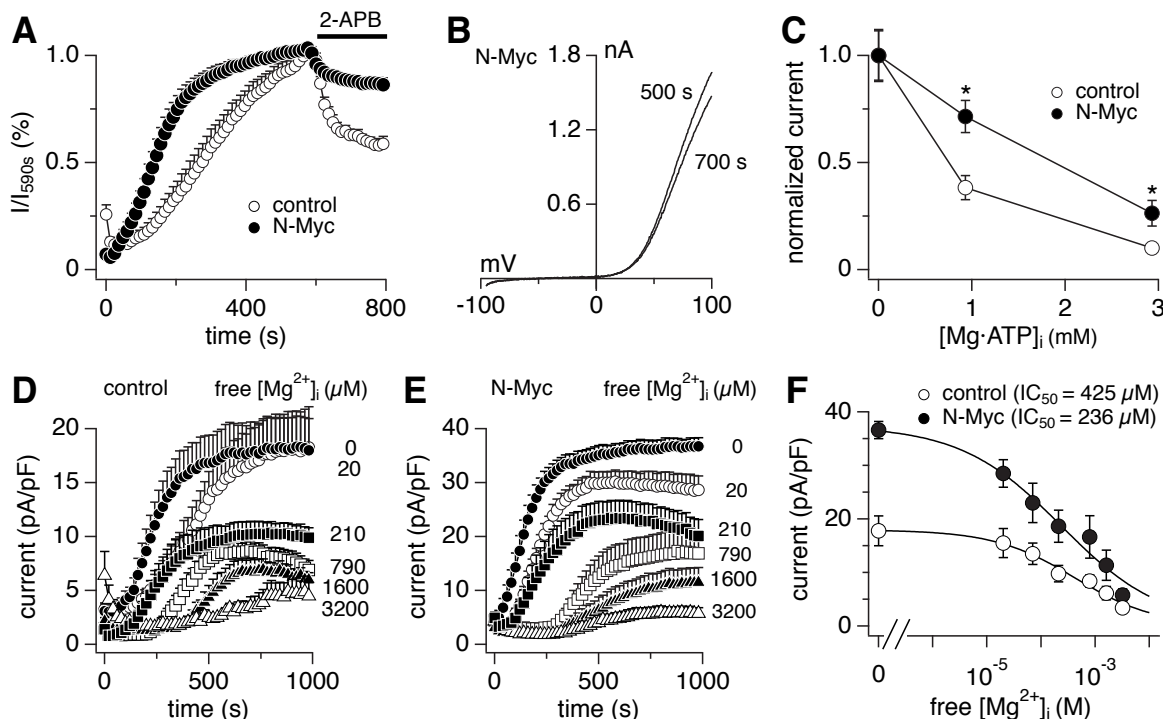 A
2-APB
1.0
0.5
0
I/I590s (%)
control
N-Myc
0
400
800
time (s)
B
N-Myc
nA
1.8
1.2
0.6
500 s
700 s
mV
-100
0
100
C
control
N-Myc
1.0
0.5
0
normalized current
*
*
0
1
2
3
[Mg·ATP]i (mM)
D
control
free [Mg2+]i (µM)
20
15
10
5
0
current (pA/pF)
0
20
210
790
1600
3200
0
500
1000
time (s)
E
N-Myc
free [Mg2+]i (µM)
40
30
20
10
0
current (pA/pF)
0
20
210
790
1600
3200
0
500
1000
time (s)
F
control (IC50 = 425 µM)
N-Myc (IC50 = 236 µM)
40
20
0
current (pA/pF)
0
10-5
10-3
free [Mg2+]i (M)